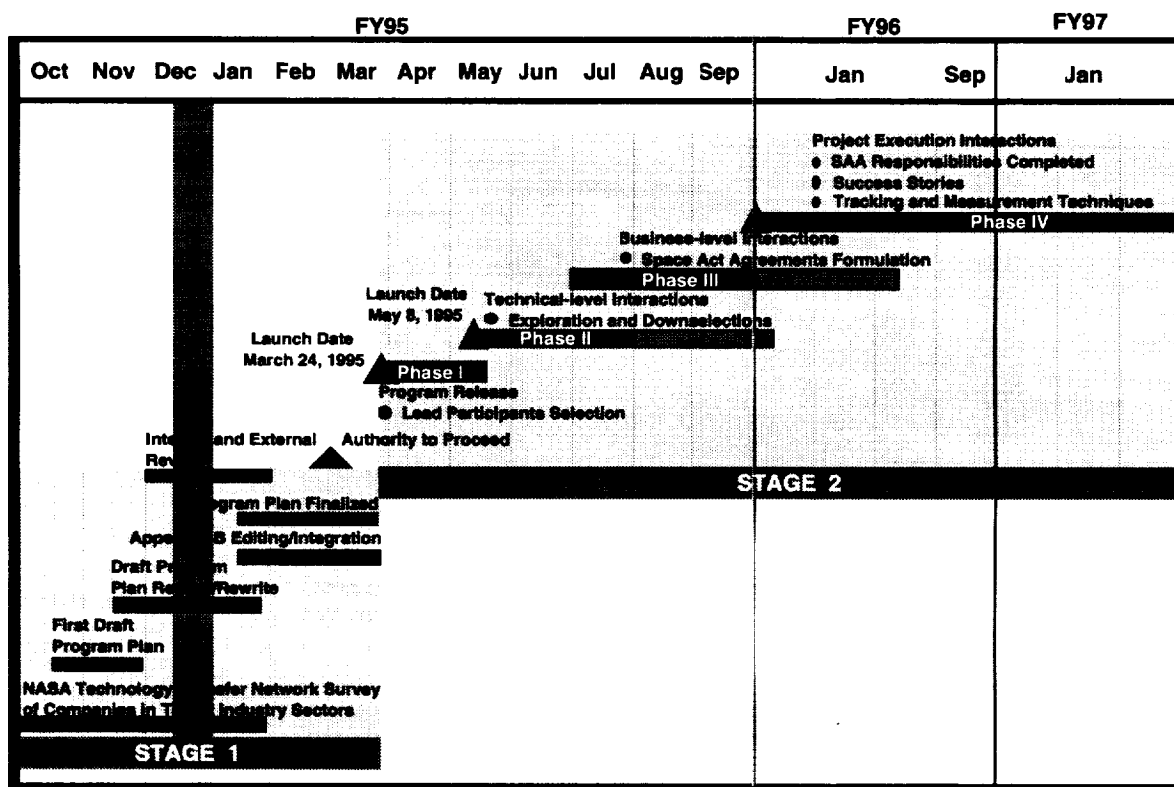 FY95 FY96 FY97
Oct Nov Dec Jan Feb Mar Apr May Jun Jul Aug Sep Jan Sep Jan
Project Execution Interactions
SAA Responsibilities Completed
Success Stories
Tracking and Measurement Techniques
Phase IV
Business-level Interactions
Space Act Agreements Formulation
Phase III
Launch Date
May 8, 1995
Technical-level Interactions
Exploration and Downselections
Phase II
Launch Date
March 24, 1995
Phase I
Program Release
Lead Participants Selection
and External
Authority to Proceed
STAGE 2
Plan Finalized
B Editing/Integration
Draft
Plan
First Draft
Program Plan
NASA Technology Network Survey
of Companies in Industry Sectors
STAGE 1